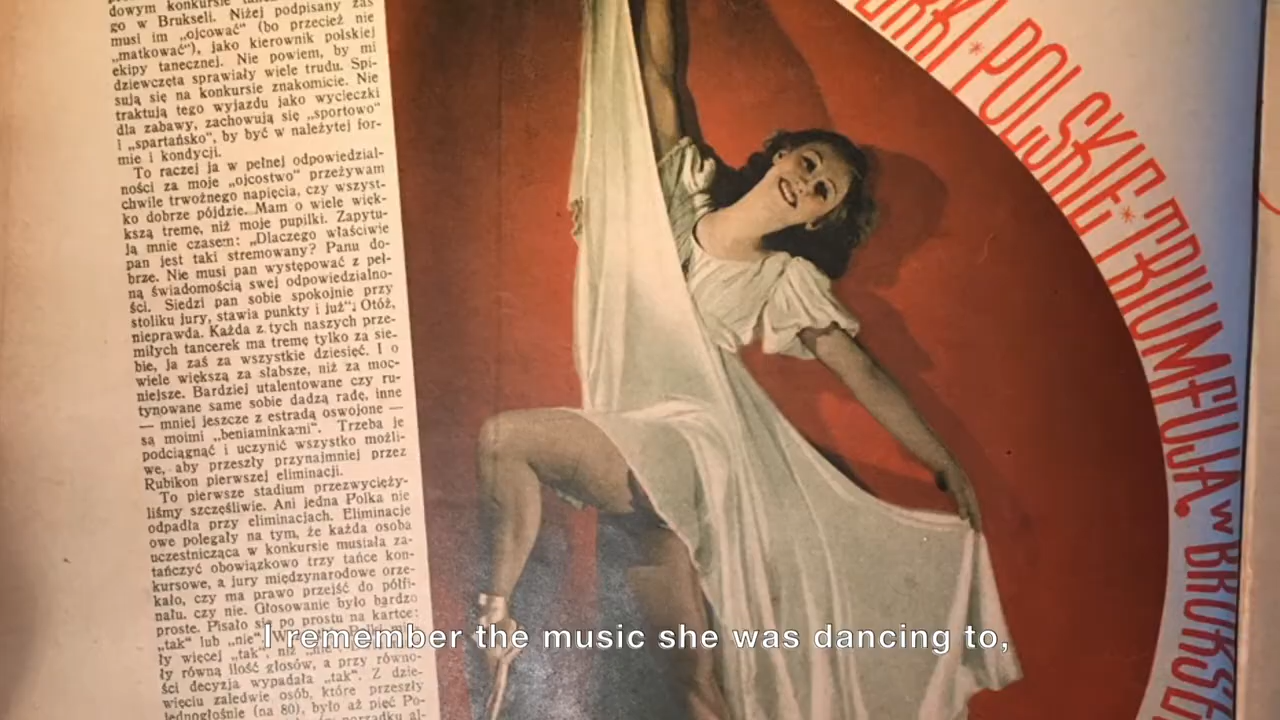 dowym konkursie
go w Brukseli. Niżej podpisany zaś
musi im „ojcować” (bo przecież nie
„matkować”), jako kierownik polskiej
ekipy tanecznej. Nie powiem, by mi
dziewczęta sprawiały wiele trudu. Spi-
sują się na konkursie znakomicie. Nie
traktują tego wyjazdu jako wycieczki
dla zabawy, zachowują się „sportowo”
i „spartańsko”, by być w należytej for-
mie i kondycji.
To raczej ja w pełnej odpowiedzial-
ności za moje „ojcostwo” przeżywam
chwile trwożnego napięcia, czy wszyst-
ko dobrze pójdzie. Mam o wiele więk-
kszą tremę, niż moje pupilki. Zapytu-
ją mnie czasem: „Dlaczego właściwie
pan jest taki stremowany? Panu do-
brze. Nie musi pan występować z peł-
ną świadomością swej odpowiedzialno-
ści. Siedzi pan sobie spokojnie przy
stoliku jury, stawia punkty i już”; Otóż,
nieprawda. Każda z tych naszych prze-
miłych tancerek ma tremę tylko za sie-
bie, ja zaś za wszystkie dziesięć. I o
wiele większą za słabsze, niż za moc-
niejsze. Bardziej utalentowane czy ru-
tynowane same sobie dadzą radę, inne
— mniej jeszcze z estradą oswojone —
są moimi „beniaminkami”. Trzeba je
podciągnąć i uczynić wszystko możli-
we, aby przeszły przynajmniej przez
Rubikon pierwszej eliminacji.
To pierwsze stadium przezwycięży-
liśmy szczęśliwie. Ani jedna Polka nie
odpadła przy eliminacjach. Eliminacje
owe polegały na tym, że każda osoba
uczestnicząca w konkursie musiała za-
tańczyć obowiązkowo trzy tańce kon-
kursowe, a jury międzynarodowe orze-
kało, czy ma prawo przejść do półfi-
nału, czy nie. Głosowanie było bardzo
proste. Pisało się po prostu na kartce:
„tak” lub „nie”
ły więcej „tak”, niż
ły równą ilość głosów, a przy równo-
ści decyzja wypadała „tak”. Z dzie-
więciu zaledwie osób, które przeszły
jednogłośnie (na 80), było aż pięć Po-
POLSKIE * TRIUMFUJĄ w BRUKSE
I remember the music she was dancing to,